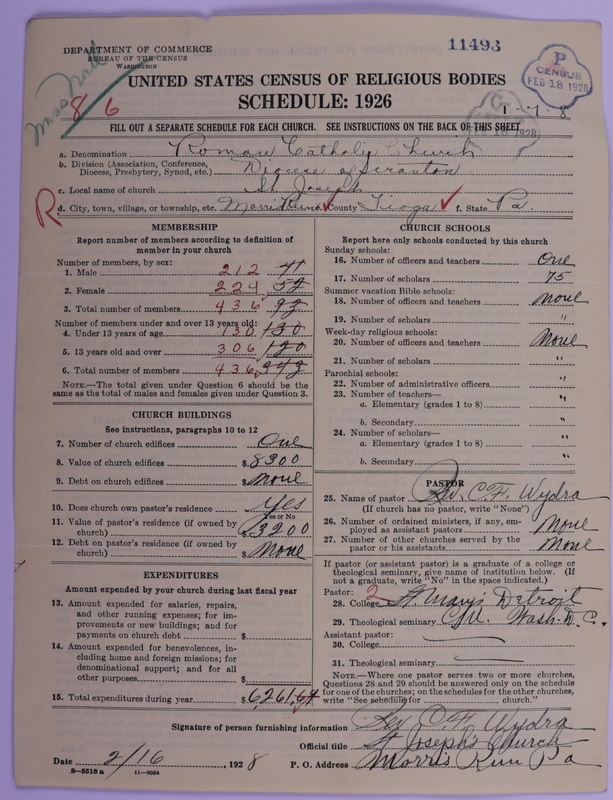 DEPARTMENT OF COMMERCE
BUREAU OF THE CENSUS
WASHINGTON
11493
P
CENSUS
FEB 18 1928
Miss Null
8 6
1-7-8
UNITED STATES CENSUS OF RELIGIOUS BODIES
SCHEDULE: 1926
FILL OUT A SEPARATE SCHEDULE FOR EACH CHURCH. SEE INSTRUCTIONS ON THE BACK OF THIS SHEET
a. Denomination Roman Catholic Church
b. Division (Association, Conference, Diocese, Presbytery, Synod, etc.) Diocese of Scranton
c. Local name of church St. Joseph
R d. City, town, village, or township, etc. Morris Run e. County Tioga f. State Pa.
MEMBERSHIP
Report number of members according to definition of member in your church
Number of members, by sex:
1. Male 212 41
2. Female 224 52
3. Total number of members 436 93
Number of members under and over 13 years old:
4. Under 13 years of age 130 130
5. 13 years old and over 306 120
6. Total number of members 436
NOTE.—The total given under Question 6 should be the same as the total of males and females given under Question 3.
CHURCH BUILDINGS
See instructions, paragraphs 10 to 12
7. Number of church edifices One
8. Value of church edifices $8300
9. Debt on church edifices $None
10. Does church own pastor's residence? Yes
Yes or No
11. Value of pastor's residence (if owned by church) $3200
12. Debt on pastor's residence (if owned by church) $None
EXPENDITURES
Amount expended by your church during last fiscal year
13. Amount expended for salaries, repairs, and other running expenses; for improvements or new buildings; and for payments on church debt $
14. Amount expended for benevolences, including home and foreign missions; for denominational support; and for all other purposes $
15. Total expenditures during year $6,261.64
CHURCH SCHOOLS
Report here only schools conducted by this church
Sunday schools:
16. Number of officers and teachers One
17. Number of scholars 75
Summer vacation Bible schools:
18. Number of officers and teachers None
19. Number of scholars "
Week-day religious schools:
20. Number of officers and teachers None
21. Number of scholars "
Parochial schools:
22. Number of administrative officers "
23. Number of teachers—
a. Elementary (grades 1 to 8) "
b. Secondary "
24. Number of scholars—
a. Elementary (grades 1 to 8) "
b. Secondary "
PASTOR
25. Name of pastor Rev. C.F. Wydra
(If church has no pastor, write "None")
26. Number of ordained ministers, if any, employed as assistant pastors None
27. Number of other churches served by the pastor or his assistants None
If pastor (or assistant pastor) is a graduate of a college or theological seminary, give name of institution below. (If not a graduate, write "No" in the space indicated.)
Pastor: 2
28. College St. Mary's Detroit
29. Theological seminary C.U. Wash. D.C.
Assistant pastor:
30. College
31. Theological seminary
NOTE.—Where one pastor serves two or more churches, Questions 28 and 29 should be answered only on the schedule for one of the churches; on the schedules for the other churches, write "See schedule for ______ church."
Signature of person furnishing information Rev C.F. Wydra
Official title St Joseph's Church
Date 2/16, 1928 P. O. Address Morris Run Pa
8-5518 a 11-9024